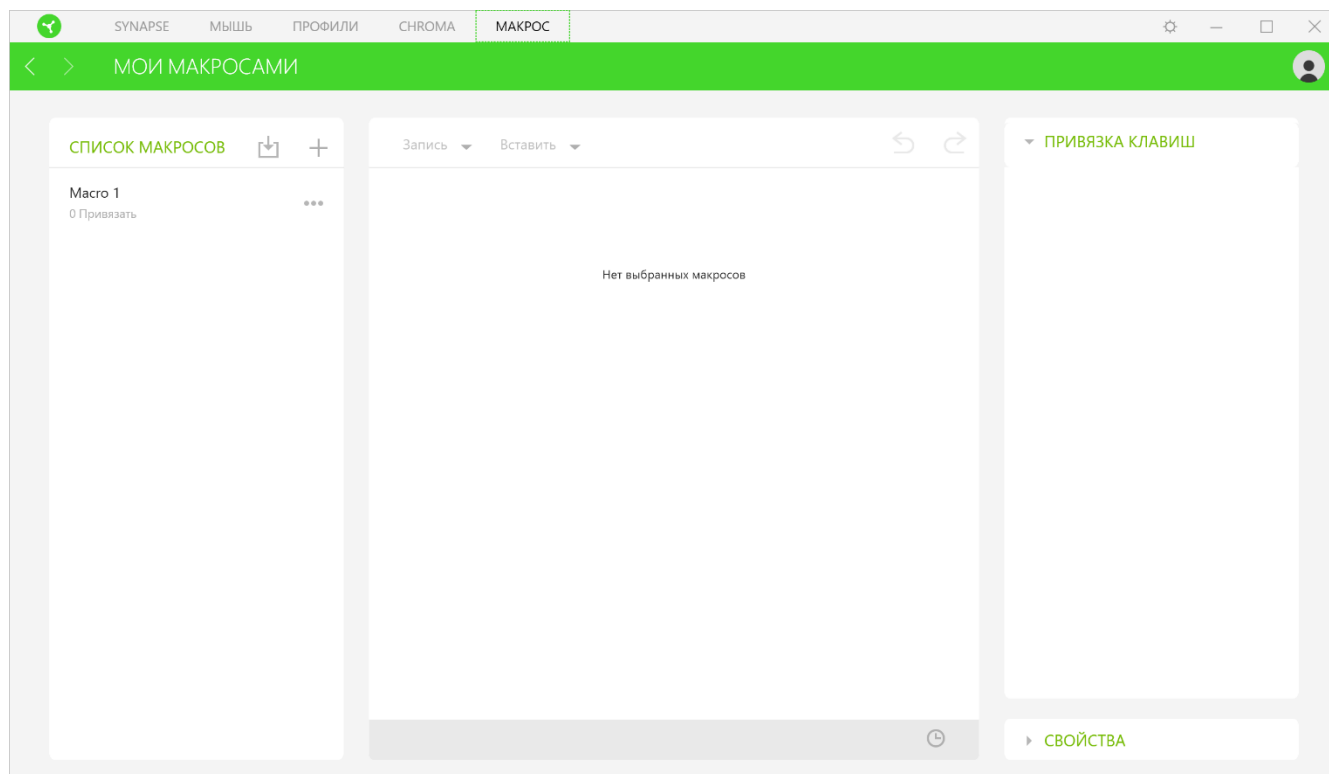 SYNAPSE МЫШЬ ПРОФИЛИ CHROMA МАКРОС
МОИ МАКРОСАМИ
СПИСОК МАКРОСОВ
Macro 1
0 Привязать
Запись Вставить
Нет выбранных макросов
ПРИВЯЗКА КЛАВИШ
СВОЙСТВА